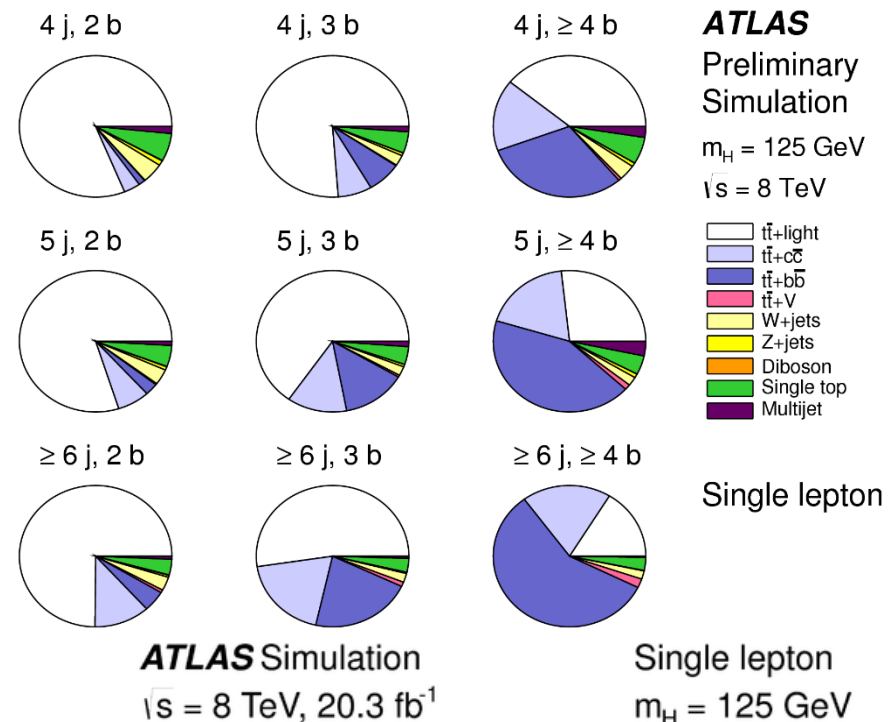 4 j, 2 b
4 j, 3 b
4 j, ≥ 4 b
ATLAS
Preliminary
Simulation
m_H = 125 GeV
√s = 8 TeV
5 j, 2 b
5 j, 3 b
5 j, ≥ 4 b
tt̄+light
tt̄+cc̄
tt̄+bb̄
tt̄+V
W+jets
Z+jets
Diboson
Single top
Multijet
≥ 6 j, 2 b
≥ 6 j, 3 b
≥ 6 j, ≥ 4 b
Single lepton
ATLAS Simulation
√s = 8 TeV, 20.3 fb⁻¹
Single lepton
m_H = 125 GeV